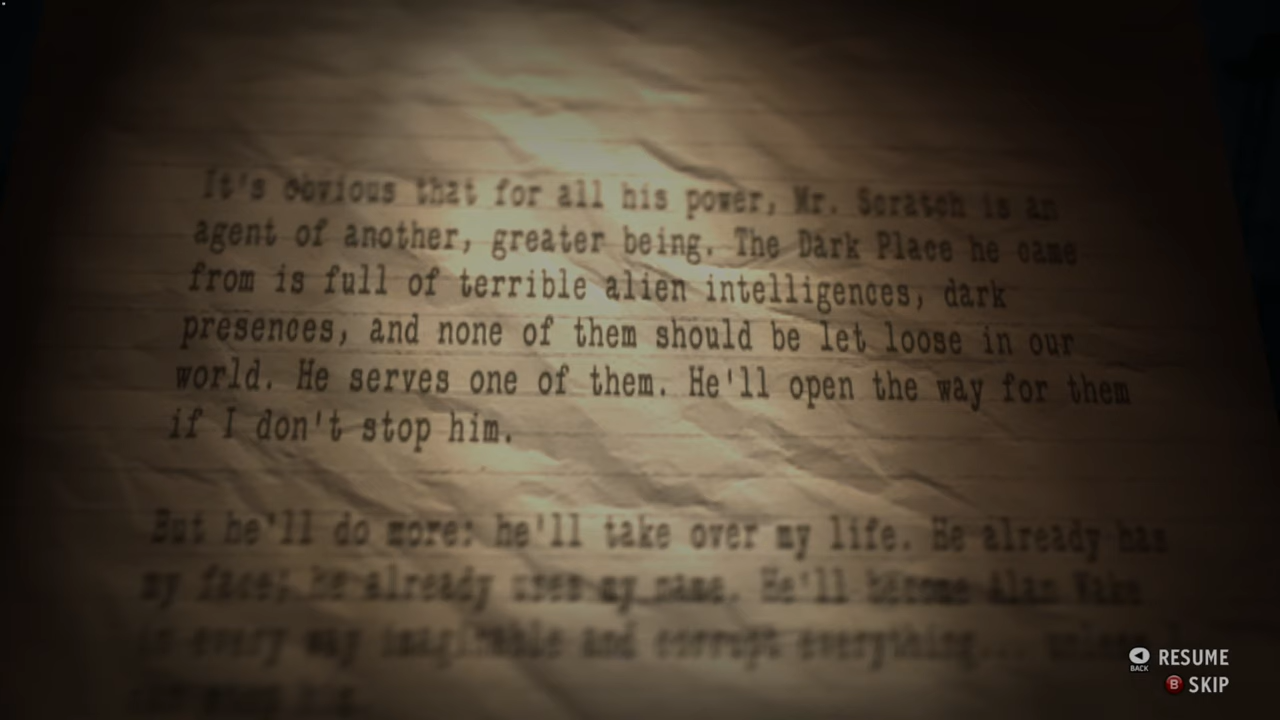 It's obvious that for all his power, Mr. Scratch is an
agent of another, greater being. The Dark Place he came
from is full of terrible alien intelligences, dark
presences, and none of them should be let loose in our
world. He serves one of them. He'll open the way for them
if I don't stop him.
But he'll do more: he'll take over my life. He already has
my face; he already uses my name. He'll become Alan Wake
in every way imaginable and corrupt everything... unless I
BACK RESUME
B SKIP